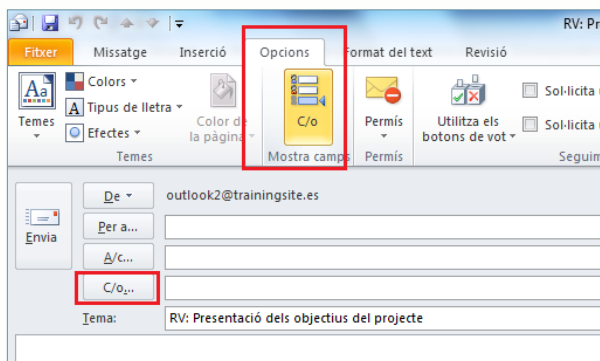 RV: Pr
Fitxer Missatge Inserció Opcions Format del text Revisió
Aa Colors
A Tipus de lletra
Efectes
Temes
Color de la pàgina
C/o
Permís
Utilitza els botons de vot
Sol·licita
Sol·licita
Temes Mostra camps Permís Seguim
Envia
De outlook2@trainingsite.es
Per a...
A/c...
C/o...
Tema: RV: Presentació dels objectius del projecte